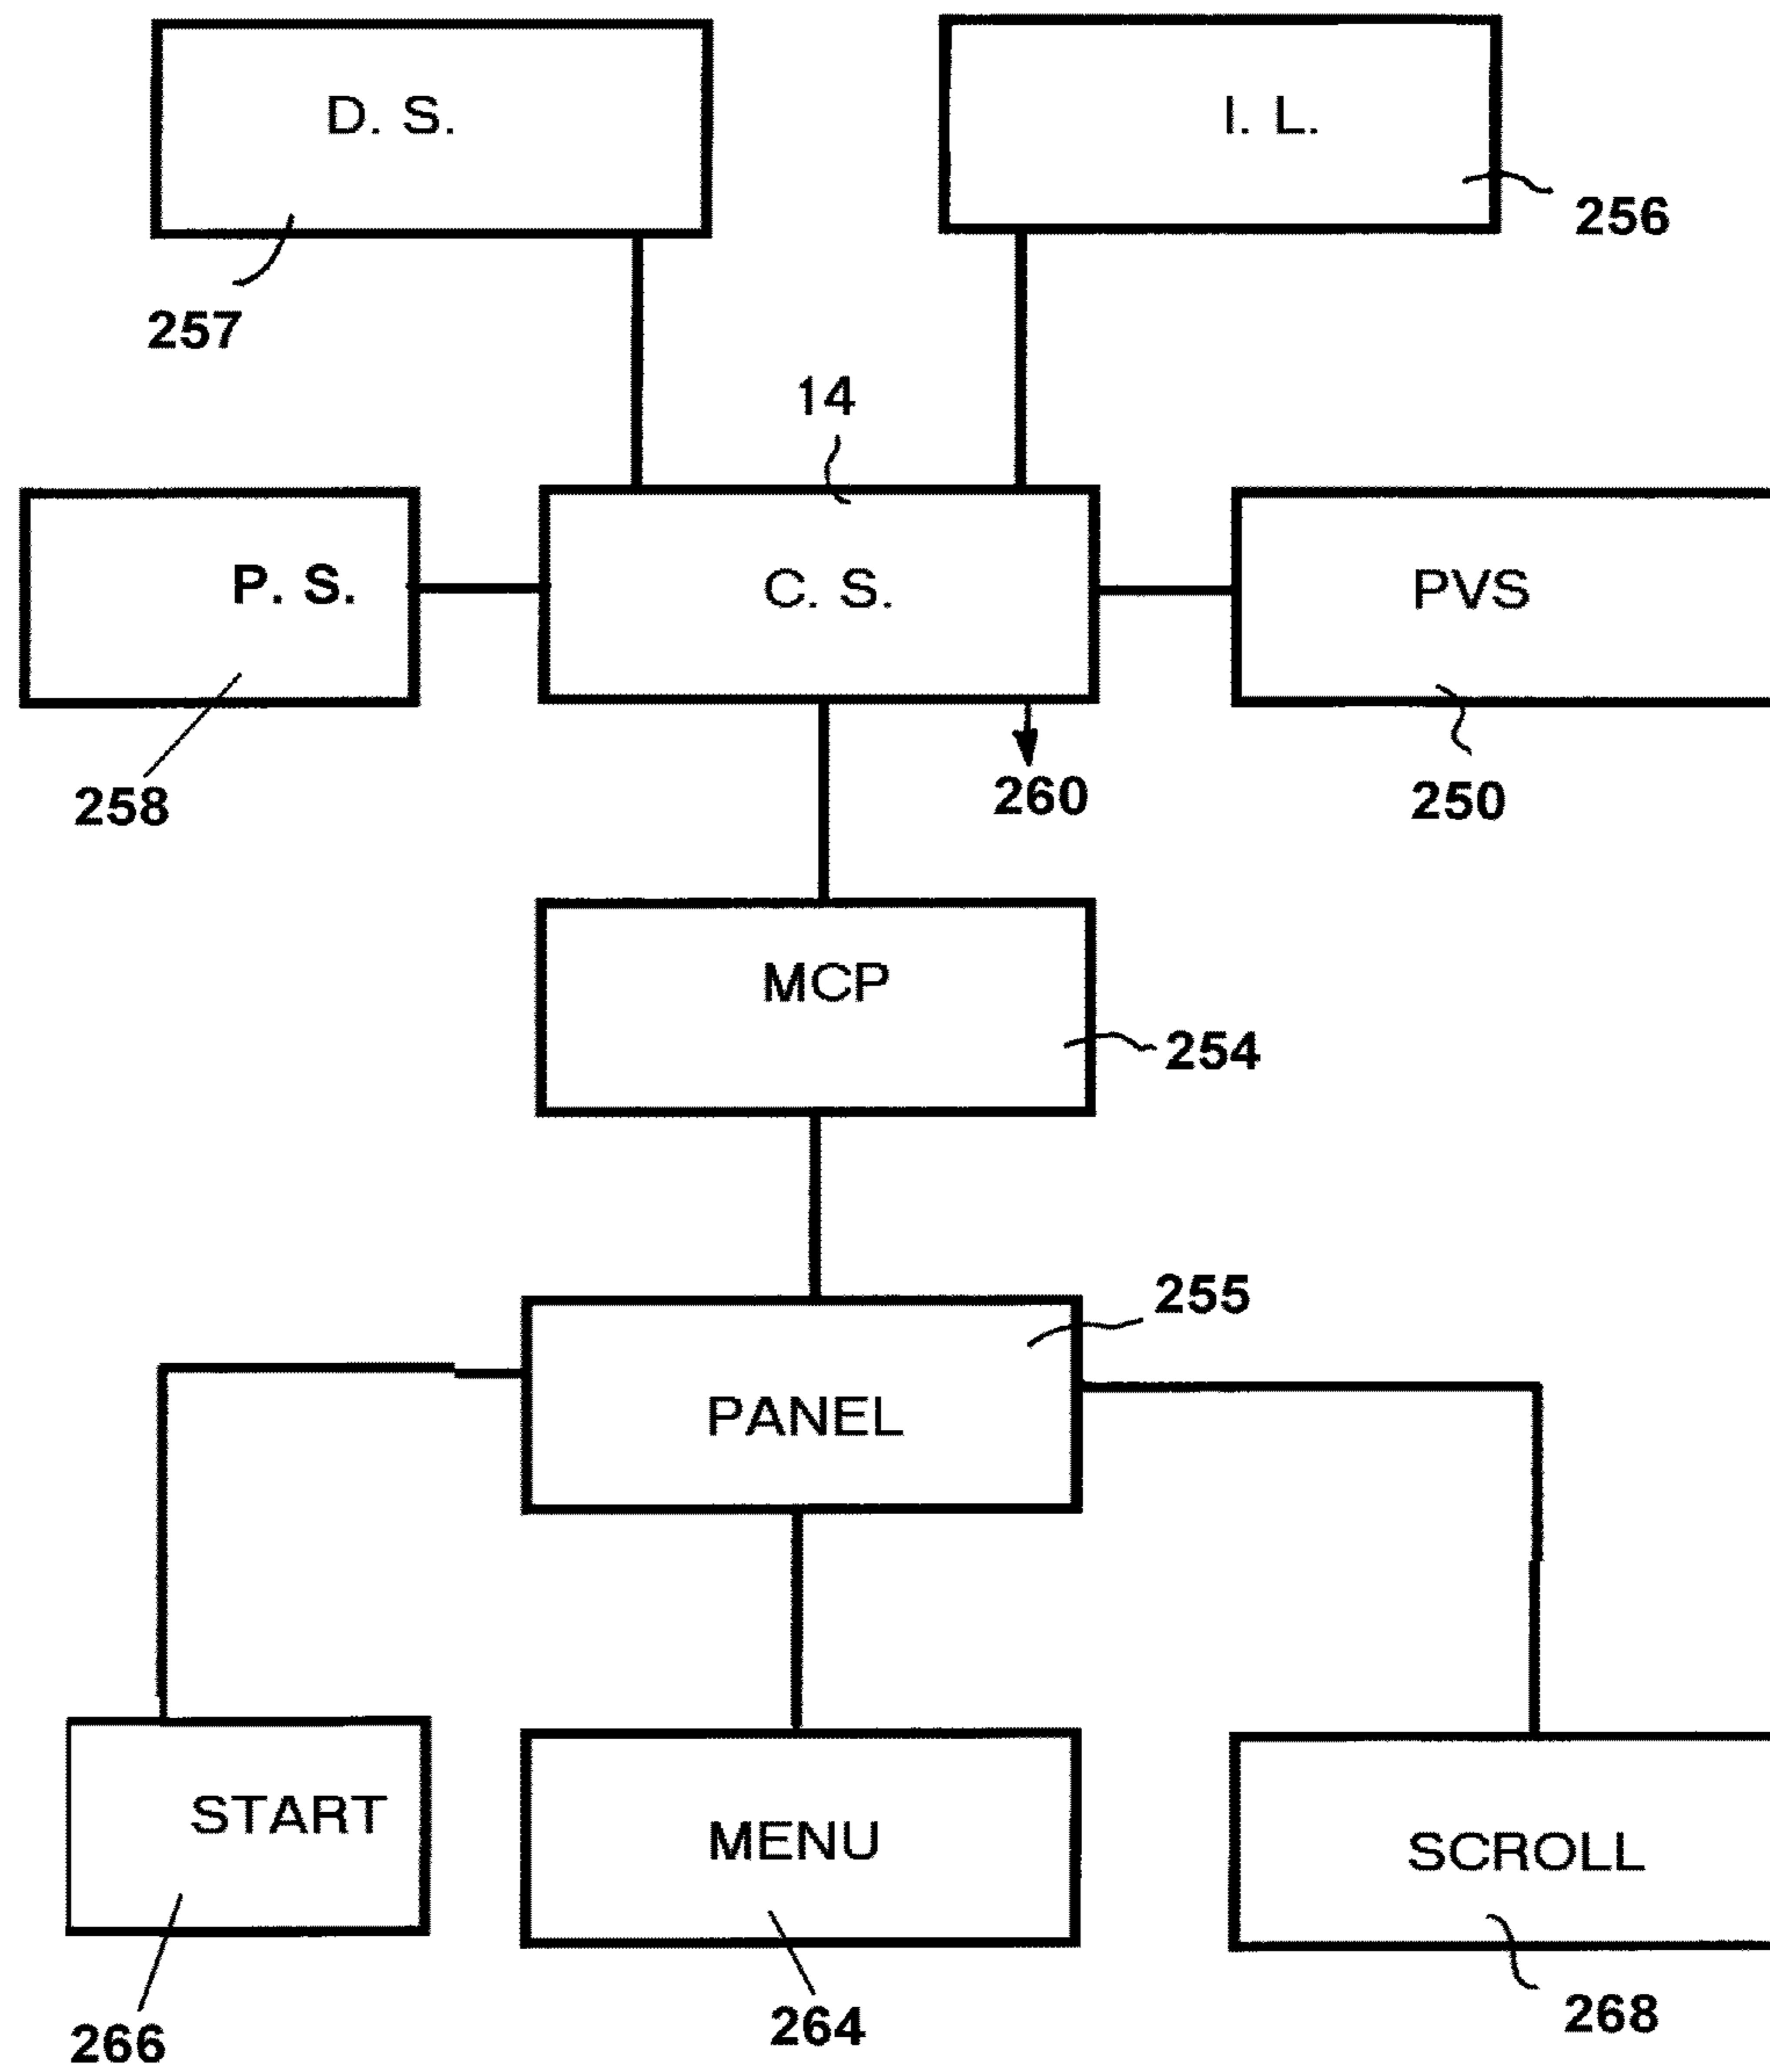 D. S.
I. L.
256
257
14
P. S.
C. S.
PVS
258
260
250
MCP
254
255
PANEL
START
MENU
SCROLL
266
264
268